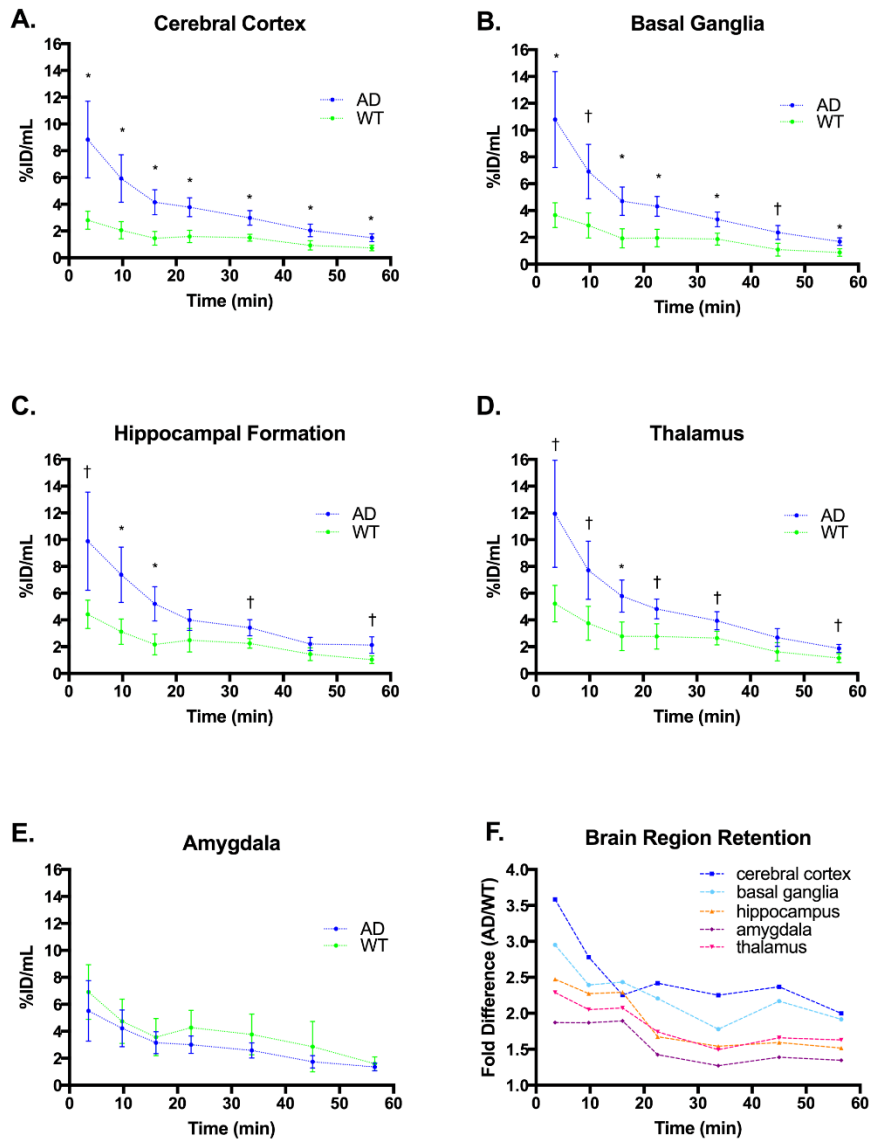 A.
Cerebral Cortex
16
14
12
10
8
6
4
2
0
%ID/mL
* * * * * * *
AD
WT
0 10 20 30 40 50 60
Time (min)
B.
Basal Ganglia
16
14
12
10
8
6
4
2
0
%ID/mL
* † * * * † *
AD
WT
0 10 20 30 40 50 60
Time (min)
C.
Hippocampal Formation
16
14
12
10
8
6
4
2
0
%ID/mL
† * * † †
AD
WT
0 10 20 30 40 50 60
Time (min)
D.
Thalamus
16
14
12
10
8
6
4
2
0
%ID/mL
† † * † † †
AD
WT
0 10 20 30 40 50 60
Time (min)
E.
Amygdala
16
14
12
10
8
6
4
2
0
%ID/mL
AD
WT
0 10 20 30 40 50 60
Time (min)
F.
Brain Region Retention
4.0
3.5
3.0
2.5
2.0
1.5
1.0
Fold Difference (AD/WT)
cerebral cortex
basal ganglia
hippocampus
amygdala
thalamus
0 10 20 30 40 50 60
Time (min)